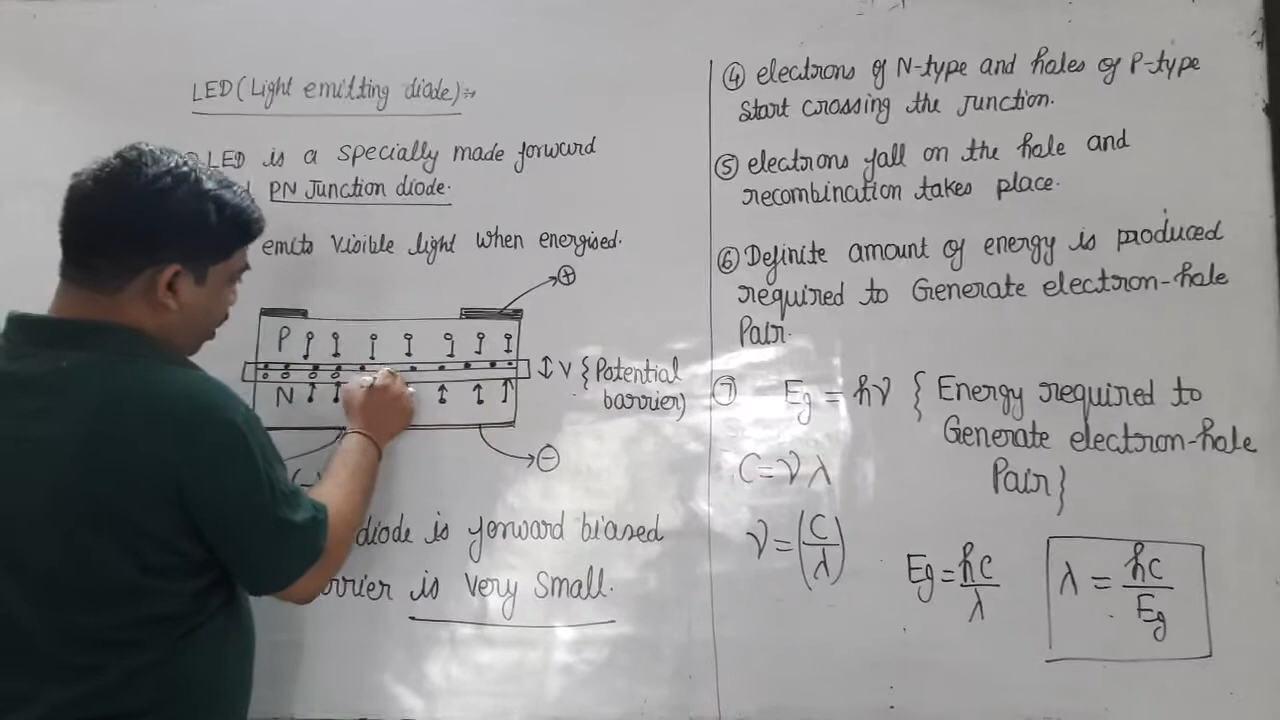 LED (Light emitting diode):→
LED is a specially made forward
PN Junction diode.
emits visible light when energised.
⊕
P
↕ V { Potential
barrier}
N
⊖
(-)
diode is forward biased
is very small.
④ electrons of N-type and holes of P-type
start crossing the Junction.
⑤ electrons fall on the hole and
recombination takes place.
⑥ Definite amount of energy is produced
required to Generate electron-hole
Pair.
⑦ Eg = hν { Energy required to
Generate electron-hole
Pair}
C = ν λ
ν = (C/λ)
Eg = hc/λ
λ = hc/Eg